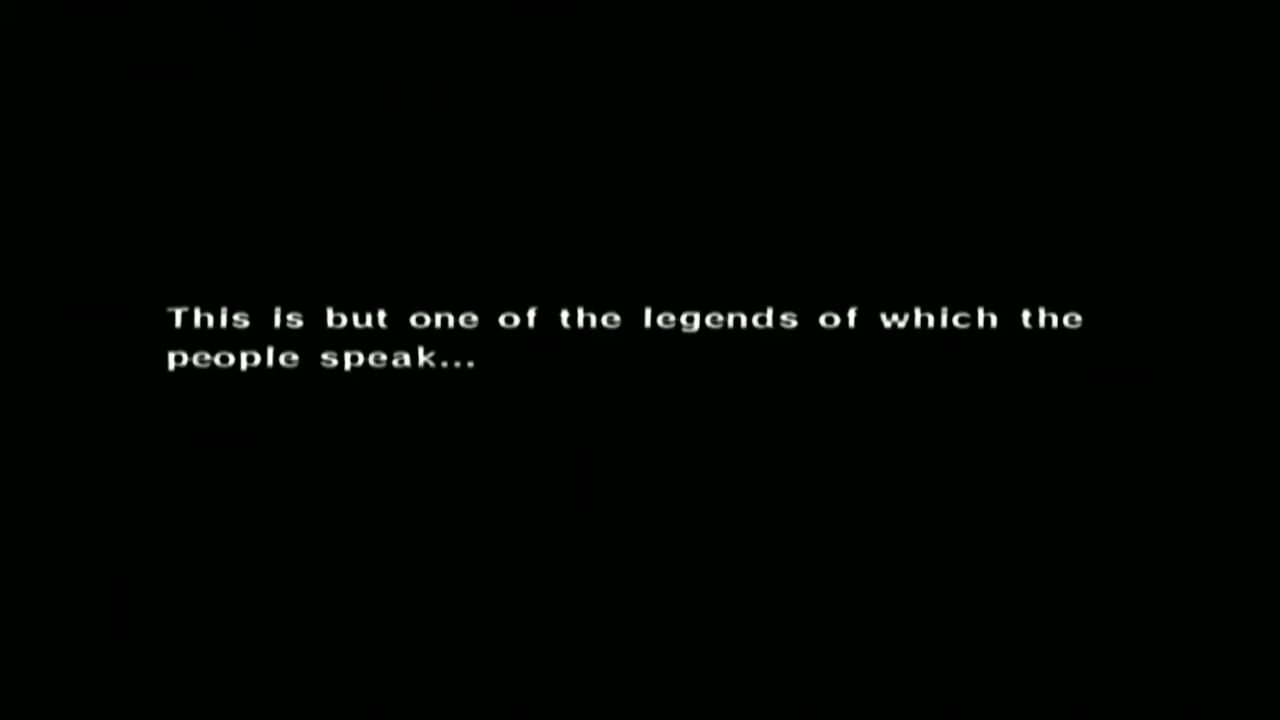 This is but one of the legends of which the
people speak...